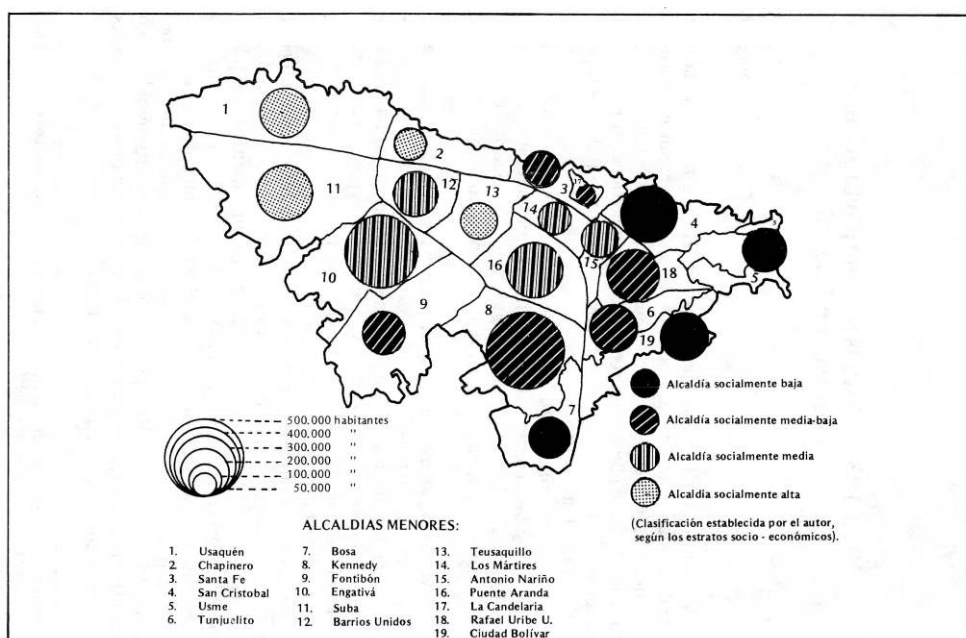 1
2
3
17
4
5
6
7
8
9
10
11
12
13
14
15
16
18
19
500,000 habitantes
400,000 "
300,000 "
200,000 "
100,000 "
50,000 "
Alcaldía socialmente baja
Alcaldía socialmente media-baja
Alcaldía socialmente media
Alcaldia socialmente alta
(Clasificación establecida por el autor,
según los estratos socio - económicos).
ALCALDIAS MENORES:
1. Usaquén
2. Chapinero
3. Santa Fe
4. San Cristobal
5. Usme
6. Tunjuelito
7. Bosa
8. Kennedy
9. Fontibón
10. Engativá
11. Suba
12. Barrios Unidos
13. Teusaquillo
14. Los Mártires
15. Antonio Nariño
16. Puente Aranda
17. La Candelaria
18. Rafael Uribe U.
19. Ciudad Bolívar